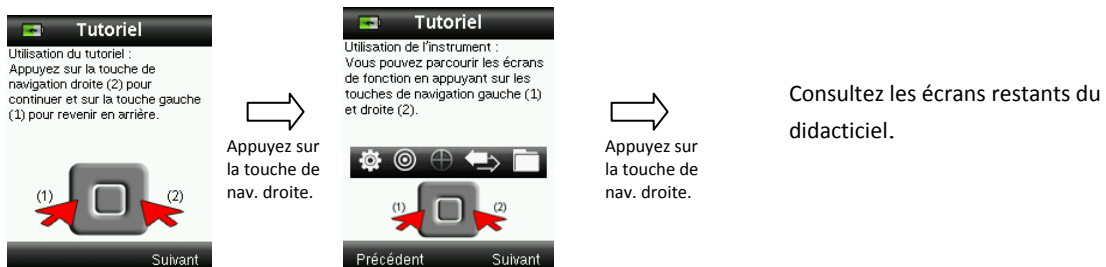 Tutoriel
Utilisation du tutoriel :
Appuyez sur la touche de
navigation droite (2) pour
continuer et sur la touche gauche
(1) pour revenir en arrière.
(1)
(2)
Suivant
Appuyez sur
la touche de
nav. droite.
Tutoriel
Utilisation de l'instrument :
Vous pouvez parcourir les écrans
de fonction en appuyant sur les
touches de navigation gauche (1)
et droite (2).
(1)
(2)
Précédent
Suivant
Appuyez sur
la touche de
nav. droite.
Consultez les écrans restants du
didacticiel.